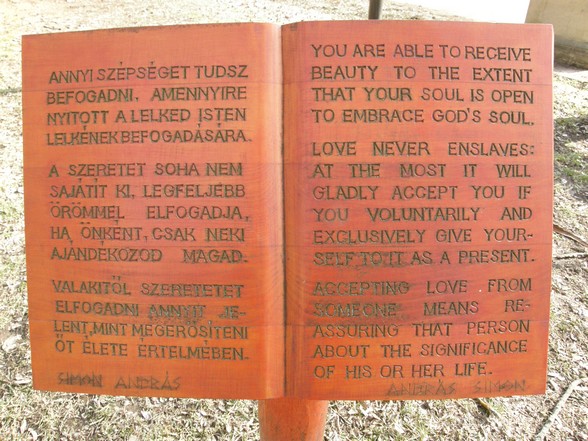 ANNYI SZÉPSÉGET TUDSZ
BEFOGADNI, AMENNYIRE
NYITOTT A LELKED ISTEN
LELKÉNEK BEFOGADÁSÁRA.
A SZERETET SOHA NEM
SAJÁTÍT KI, LEGFELJEBB
ÖRÖMMEL ELFOGADJA,
HA ÖNKÉNT, CSAK NEKI
AJÁNDÉKOZOD MAGAD.
VALAKITŐL SZERETETET
ELFOGADNI ANNYIT JE-
LENT, MINT MEGERŐSÍTENI
ŐT ÉLETE ÉRTELMÉBEN.
SIMON ANDRÁS
YOU ARE ABLE TO RECEIVE
BEAUTY TO THE EXTENT
THAT YOUR SOUL IS OPEN
TO EMBRACE GOD'S SOUL.
LOVE NEVER ENSLAVES:
AT THE MOST IT WILL
GLADLY ACCEPT YOU IF
YOU VOLUNTARILY AND
EXCLUSIVELY GIVE YOUR-
SELF TO IT AS A PRESENT.
ACCEPTING LOVE FROM
SOMEONE MEANS RE-
ASSURING THAT PERSON
ABOUT THE SIGNIFICANCE
OF HIS OR HER LIFE.
ANDRÁS SIMON